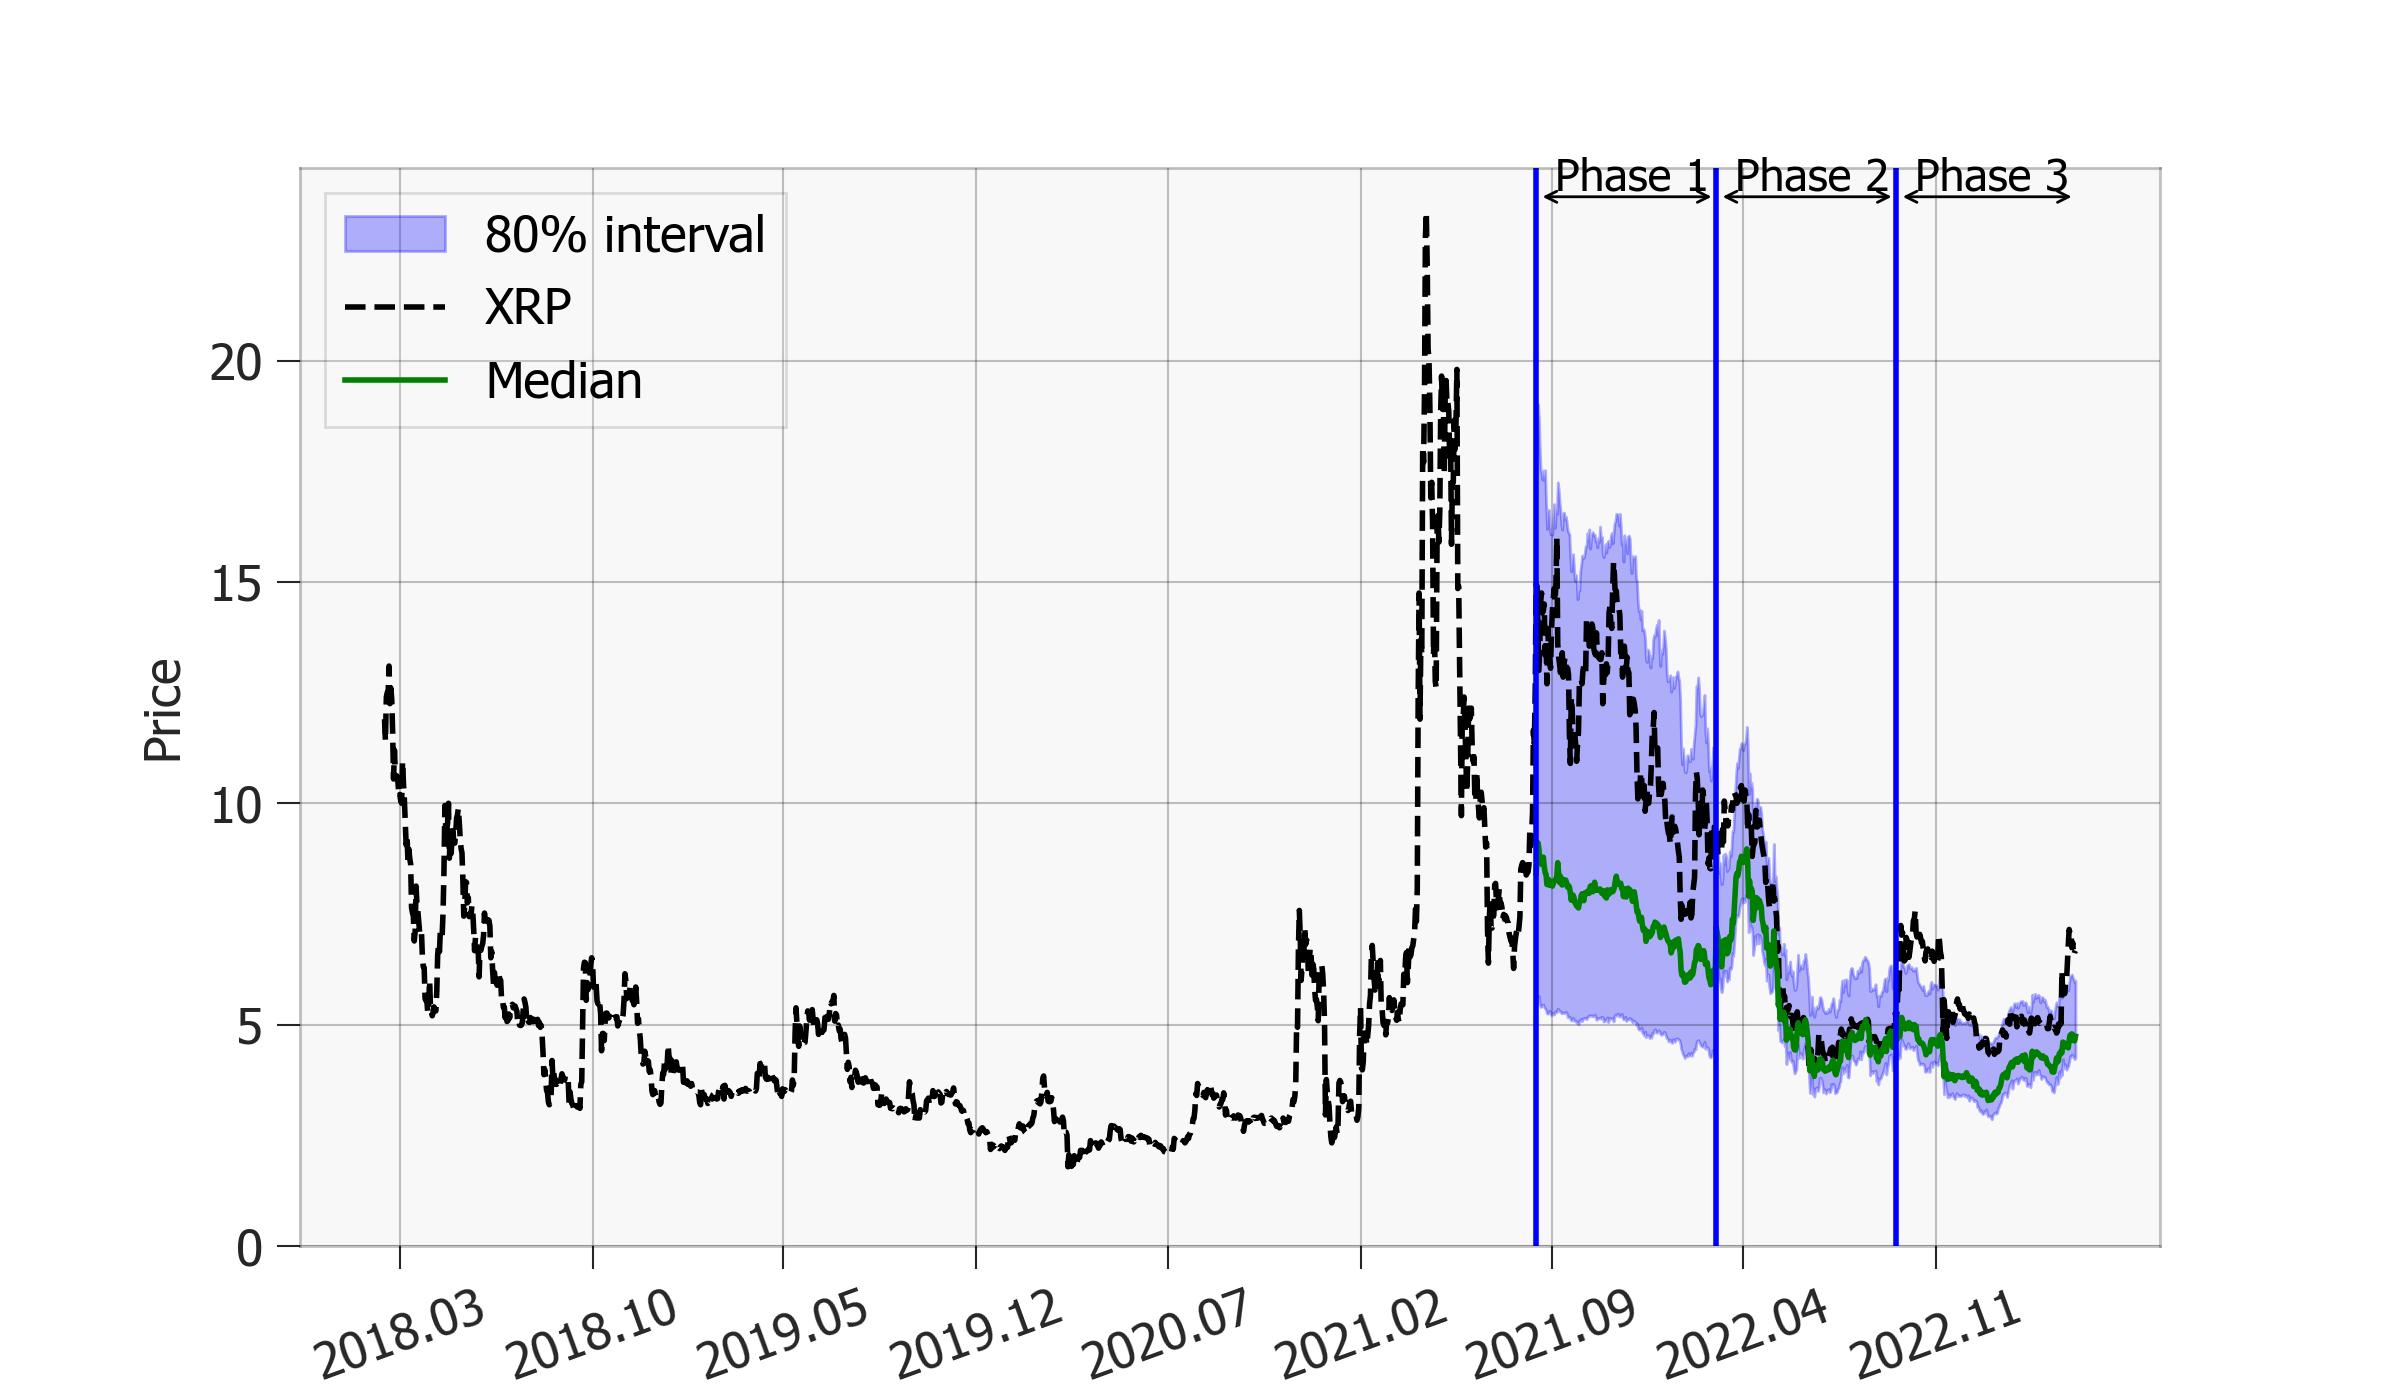 Phase 1
Phase 2
Phase 3
80% interval
XRP
Median
Price
20
15
10
5
0
2018.03
2018.10
2019.05
2019.12
2020.07
2021.02
2021.09
2022.04
2022.11